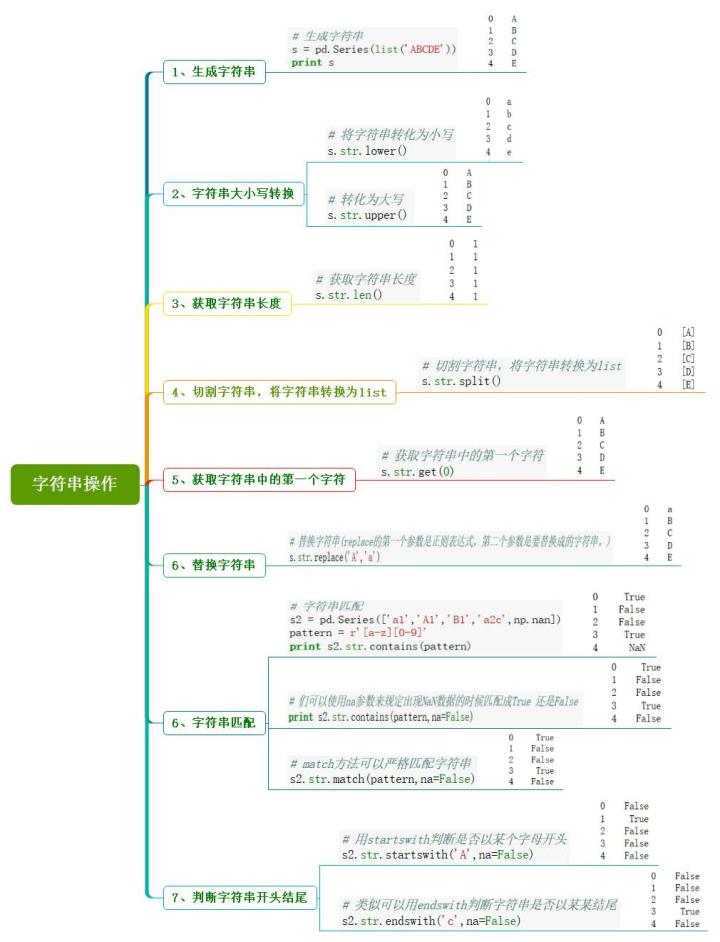 字符串操作
1、生成字符串
# 生成字符串
s = pd.Series(list('ABCDE'))
print s
0 A
1 B
2 C
3 D
4 E
2、字符串大小写转换
# 将字符串转化为小写
s.str.lower()
0 a
1 b
2 c
3 d
4 e
# 转化为大写
s.str.upper()
0 A
1 B
2 C
3 D
4 E
3、获取字符串长度
# 获取字符串长度
s.str.len()
0 1
1 1
2 1
3 1
4 1
4、切割字符串，将字符串转换为list
# 切割字符串，将字符串转换为list
s.str.split()
0 [A]
1 [B]
2 [C]
3 [D]
4 [E]
5、获取字符串中的第一个字符
# 获取字符串中的第一个字符
s.str.get(0)
0 A
1 B
2 C
3 D
4 E
6、替换字符串
# 替换字符串(replace的第一个参数是正则表达式，第二个参数是要替换成的字符串。)
s.str.replace('A','a')
0 a
1 B
2 C
3 D
4 E
6、字符串匹配
# 字符串匹配
s2 = pd.Series(['a1','A1','B1','a2c',np.nan])
pattern = r'[a-z][0-9]'
print s2.str.contains(pattern)
0 True
1 False
2 False
3 True
4 NaN
# 们可以使用na参数来规定出现NaN数据的时候匹配成True 还是False
print s2.str.contains(pattern,na=False)
0 True
1 False
2 False
3 True
4 False
# match方法可以严格匹配字符串
s2.str.match(pattern,na=False)
0 True
1 False
2 False
3 True
4 False
7、判断字符串开头结尾
# 用startswith判断是否以某个字母开头
s2.str.startswith('A',na=False)
0 False
1 True
2 False
3 False
4 False
# 类似可以用endswith判断字符串是否以某某结尾
s2.str.endswith('c',na=False)
0 False
1 False
2 False
3 True
4 False